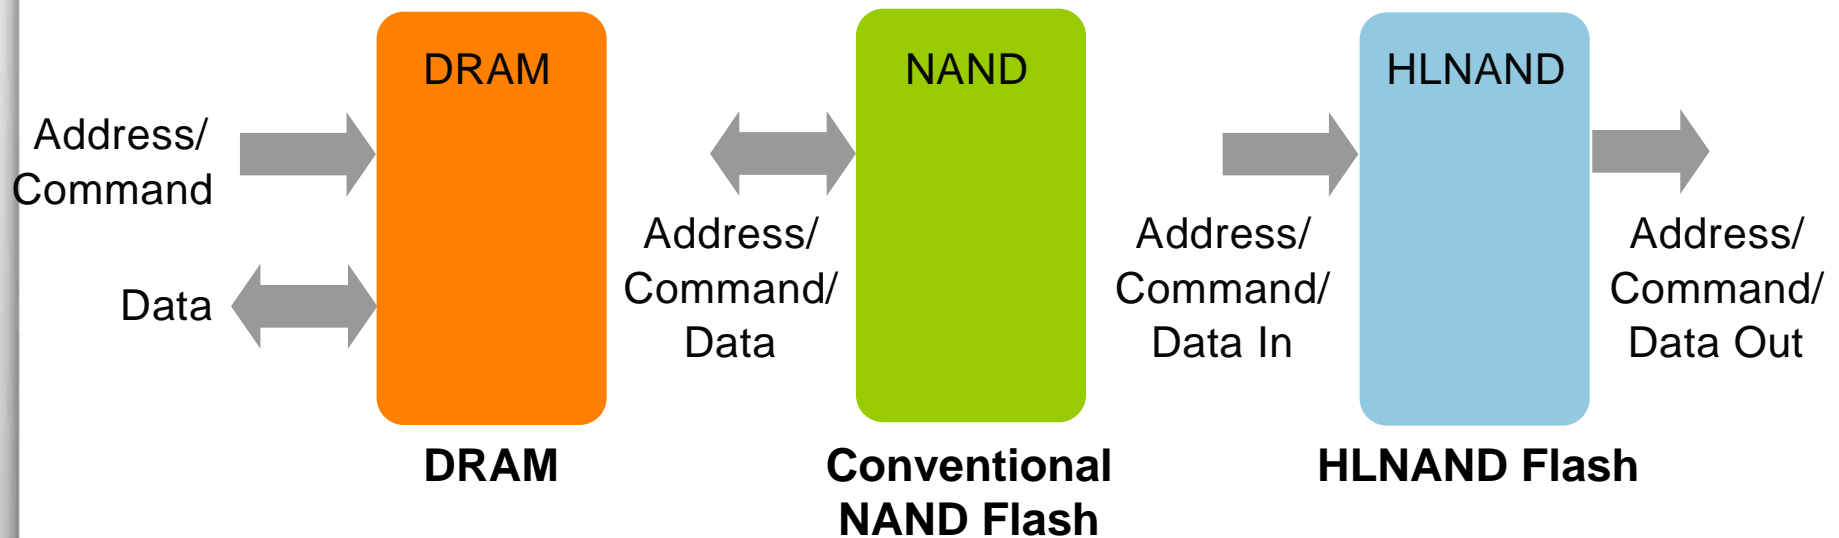 DRAM
Address/
Command
Data
DRAM
NAND
Address/
Command/
Data
Conventional
NAND Flash
HLNAND
Address/
Command/
Data In
Address/
Command/
Data Out
HLNAND Flash